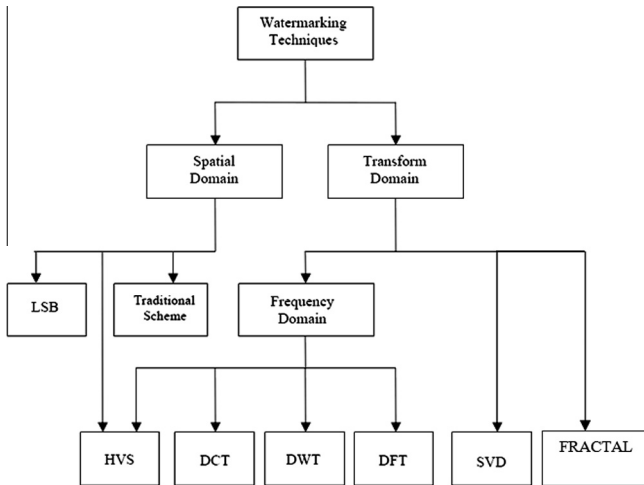 Watermarking
Techniques
Spatial
Domain
Transform
Domain
LSB
Traditional
Scheme
Frequency
Domain
HVS
DCT
DWT
DFT
SVD
FRACTAL